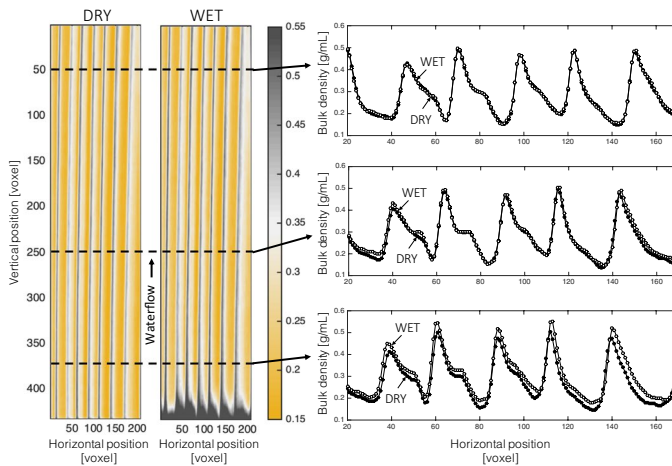 DRY WET
50
100
150
200
250
300
350
400
Vertical position
[voxel]
50 100 150 200
Horizontal position
[voxel]
Waterflow
50 100 150 200
Horizontal position
[voxel]
0.55
0.5
0.45
0.4
0.35
0.3
0.25
0.2
0.15
Bulk density [g/mL]
0.5
0.4
0.3
0.2
0.1
WET
DRY
20 40 60 80 100 120 140 160
Bulk density [g/mL]
0.6
0.5
0.4
0.3
0.2
0.1
WET
DRY
20 40 60 80 100 120 140 160
Bulk density [g/mL]
0.6
0.5
0.4
0.3
0.2
0.1
WET
DRY
20 40 60 80 100 120 140 160
Horizontal position
[voxel]